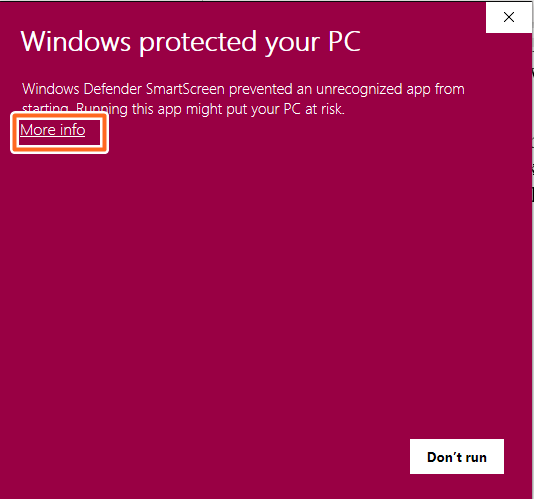 Windows protected your PC
Windows Defender SmartScreen prevented an unrecognized app from
starting. Running this app might put your PC at risk.
More info
Don't run